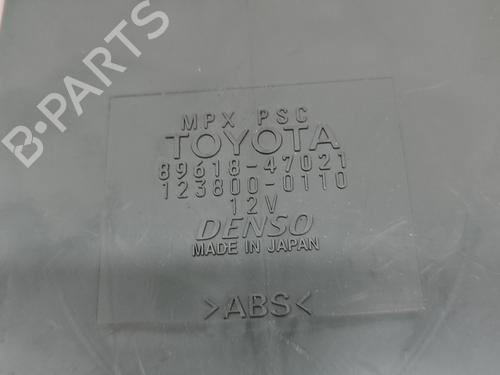 B-PARTS
MPX PSC
TOYOTA
89618-47021
123800-0110
12V
DENSO
MADE IN JAPAN
>ABS<